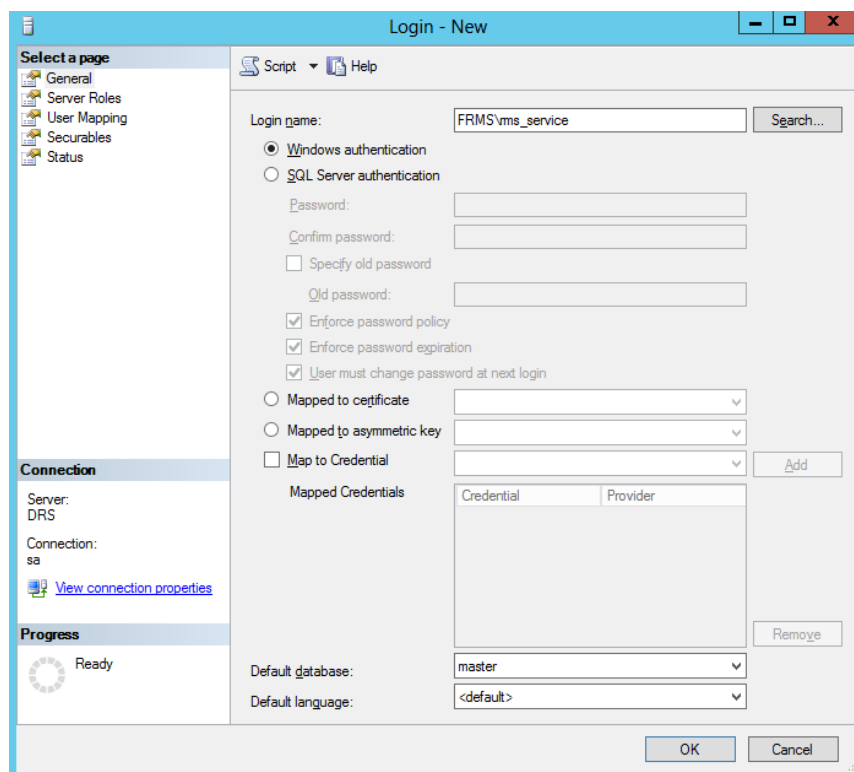 Login - New
Select a page
General
Server Roles
User Mapping
Securables
Status
Script
Help
Login name:
FRMS\rms_service
Search...
Windows authentication
SQL Server authentication
Password:
Confirm password:
Specify old password
Old password:
Enforce password policy
Enforce password expiration
User must change password at next login
Mapped to certificate
Mapped to asymmetric key
Map to Credential
Add
Mapped Credentials
Credential
Provider
Remove
Default database:
master
Default language:
<default>
Connection
Server:
DRS
Connection:
sa
View connection properties
Progress
Ready
OK
Cancel